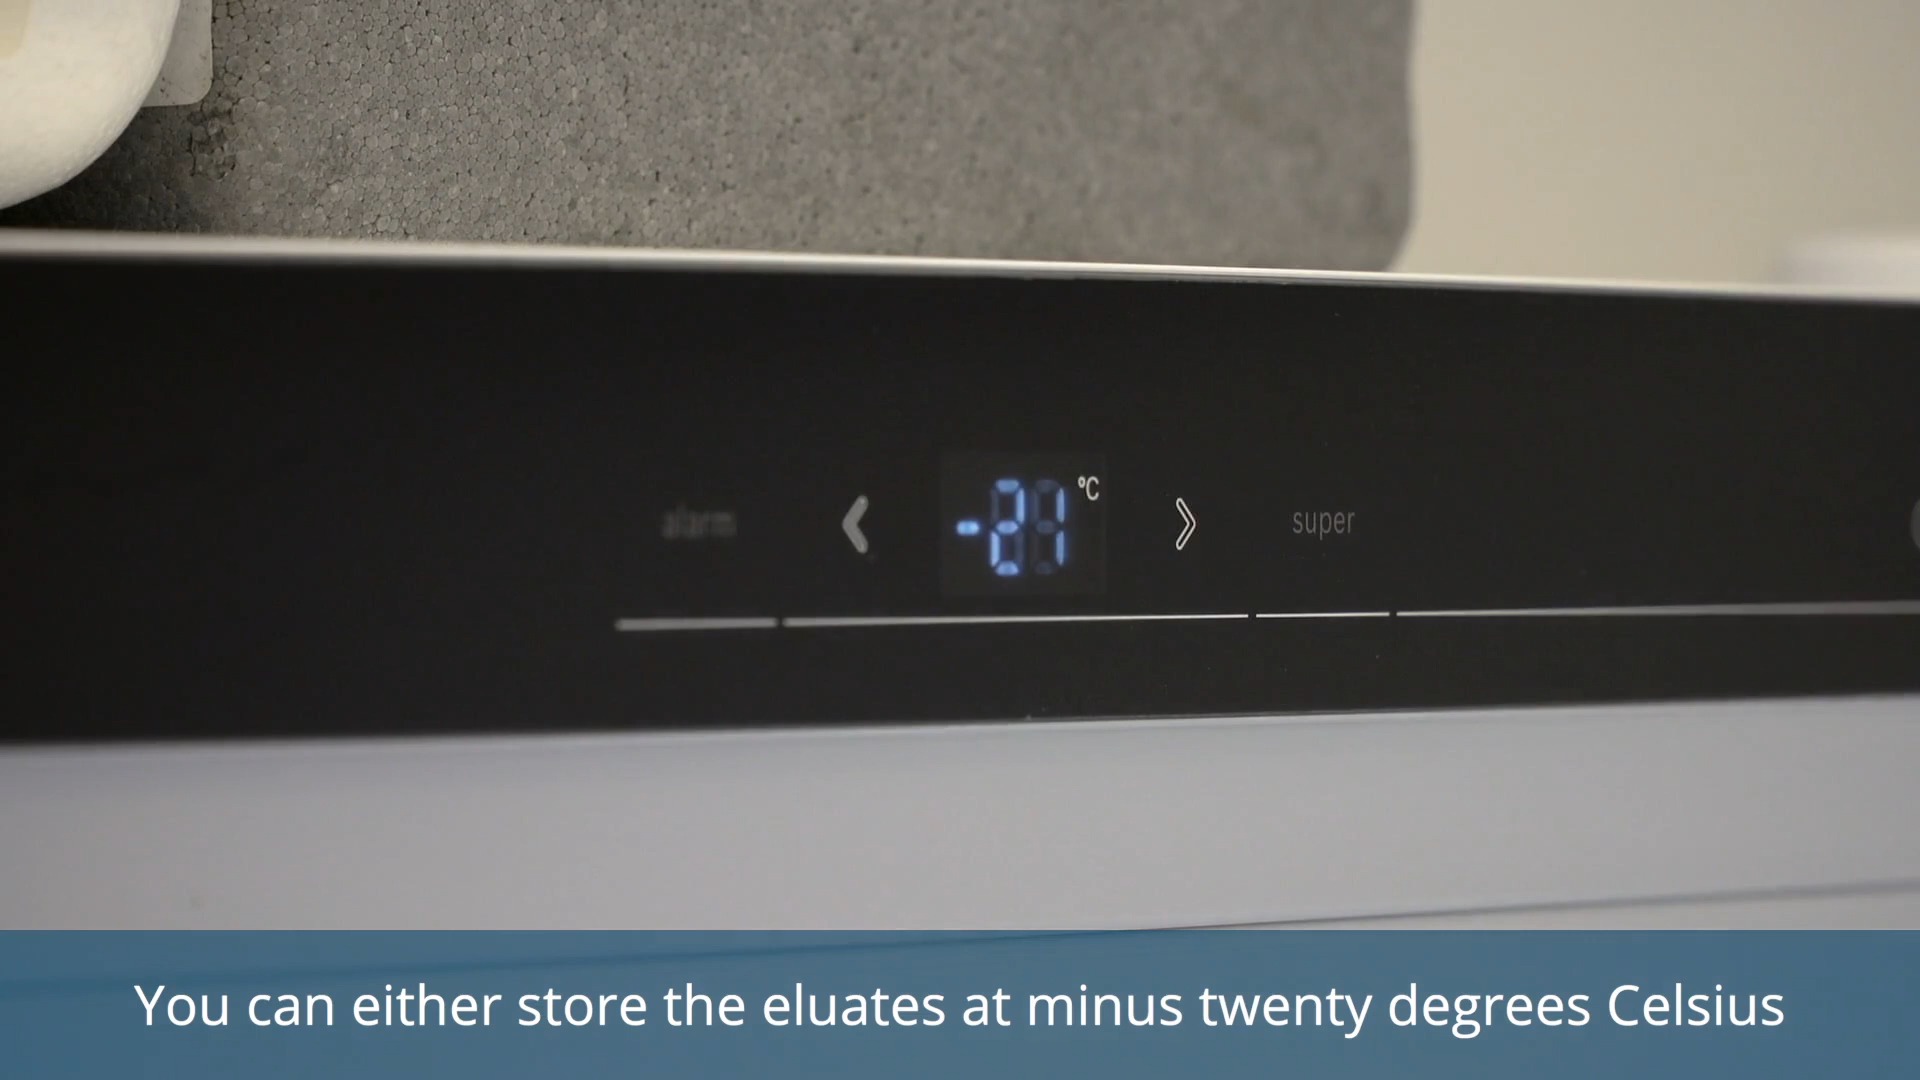 alarm
-21 °C
super
You can either store the eluates at minus twenty degrees Celsius